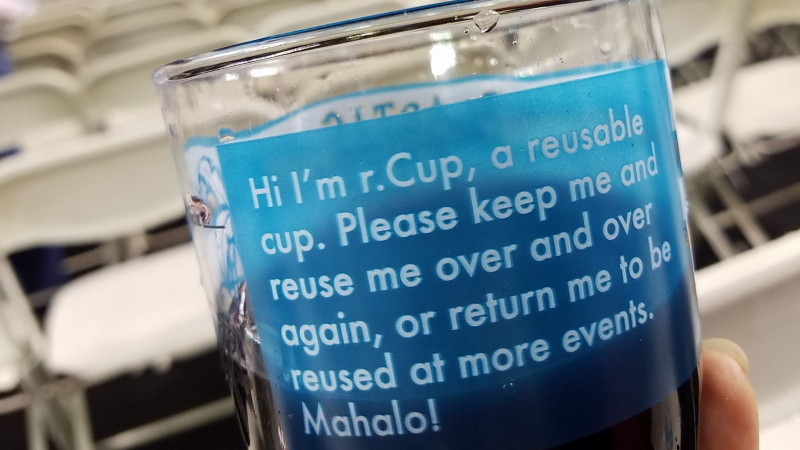 Hi I'm r.Cup, a reusable
cup. Please keep me and
reuse me over and over
again, or return me to be
reused at more events.
Mahalo!